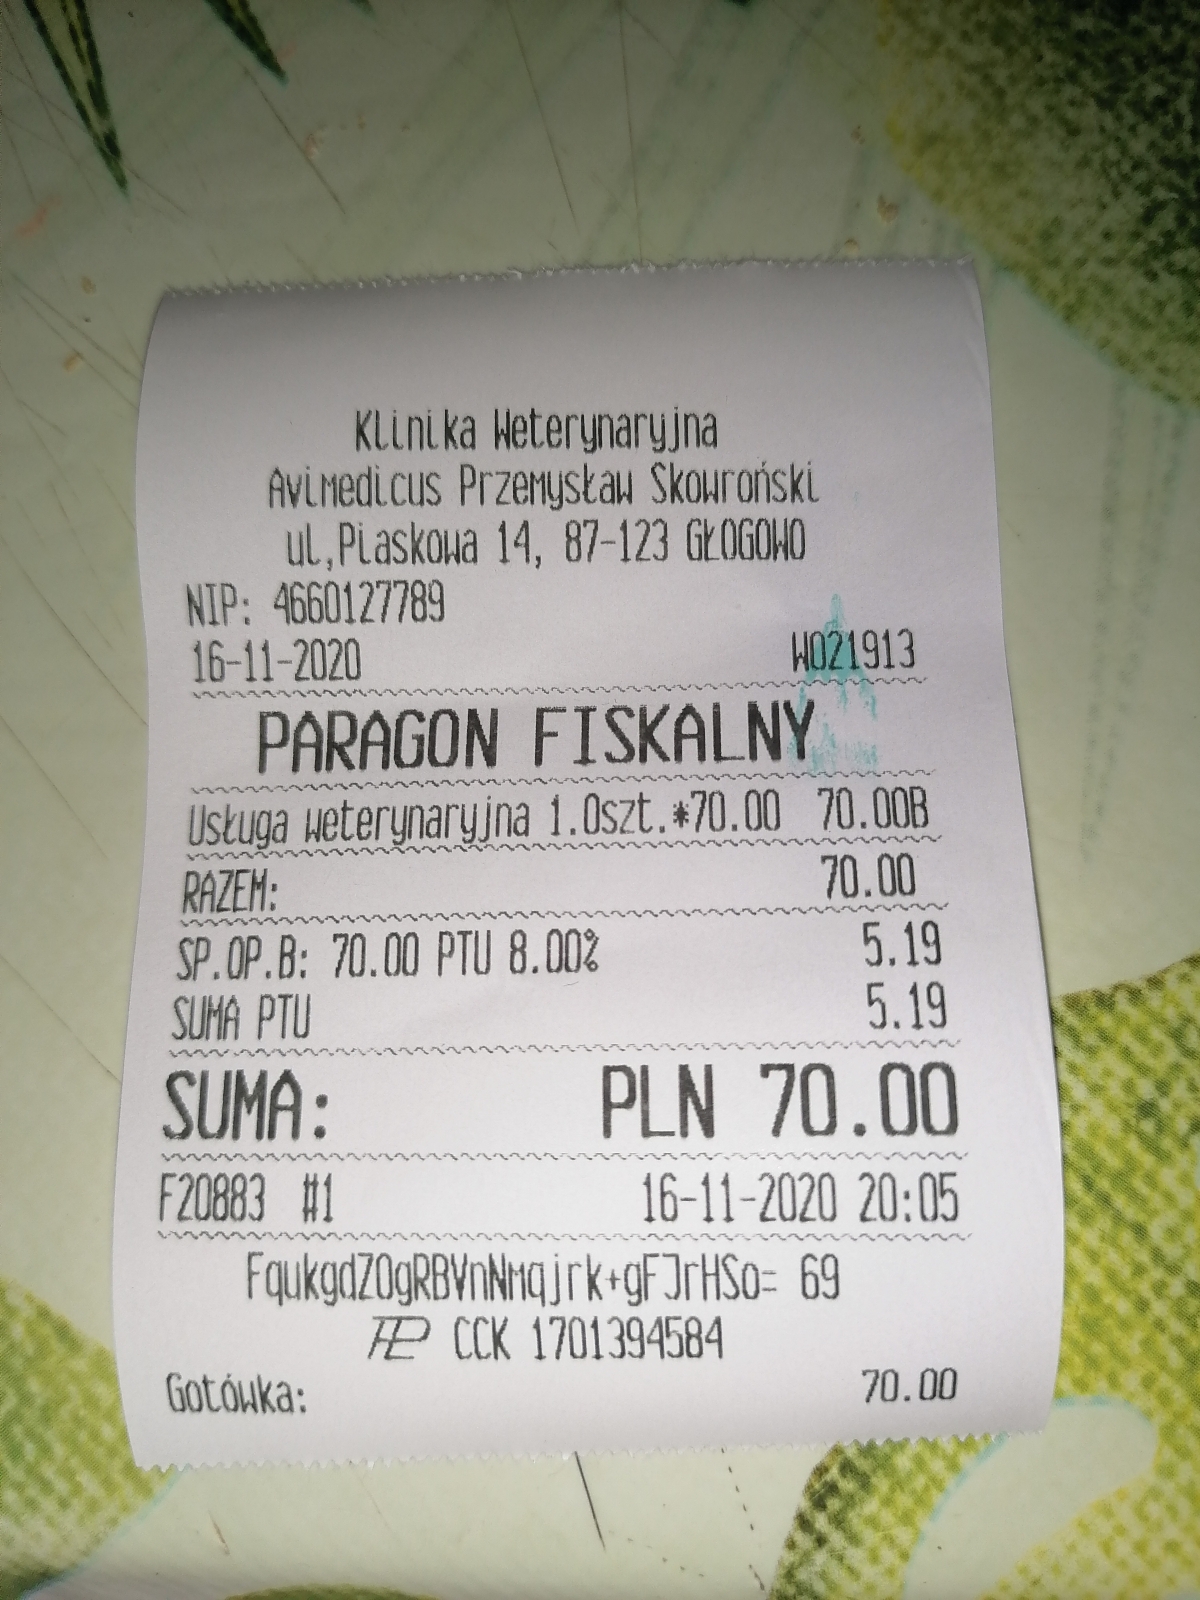 Klinika Weterynaryjna
Avimedicus Przemysław Skowroński
ul,Piaskowa 14, 87-123 GŁOGOWO
NIP: 4660127789
16-11-2020 W021913
PARAGON FISKALNY
Usługa weterynaryjna 1.0szt.*70.00 70.00B
RAZEM: 70.00
SP.OP.B: 70.00 PTU 8.00% 5.19
SUMA PTU 5.19
SUMA: PLN 70.00
F20883 #1 16-11-2020 20:05
FqukgdZOgRBVnNmqjrk+gFJrHSo= 69
CCK 1701394584
Gotówka: 70.00